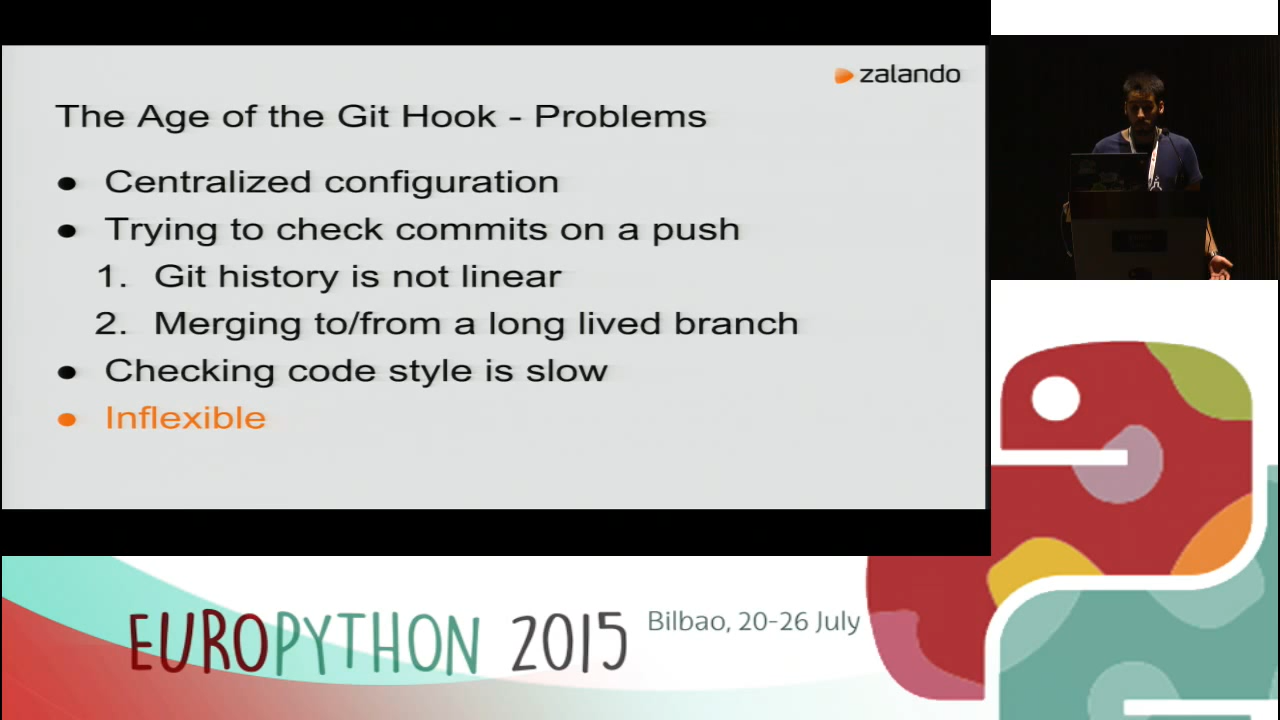 zalando
The Age of the Git Hook - Problems
● Centralized configuration
● Trying to check commits on a push
1. Git history is not linear
2. Merging to/from a long lived branch
● Checking code style is slow
● Inflexible
EUROPYTHON 2015
Bilbao, 20-26 July